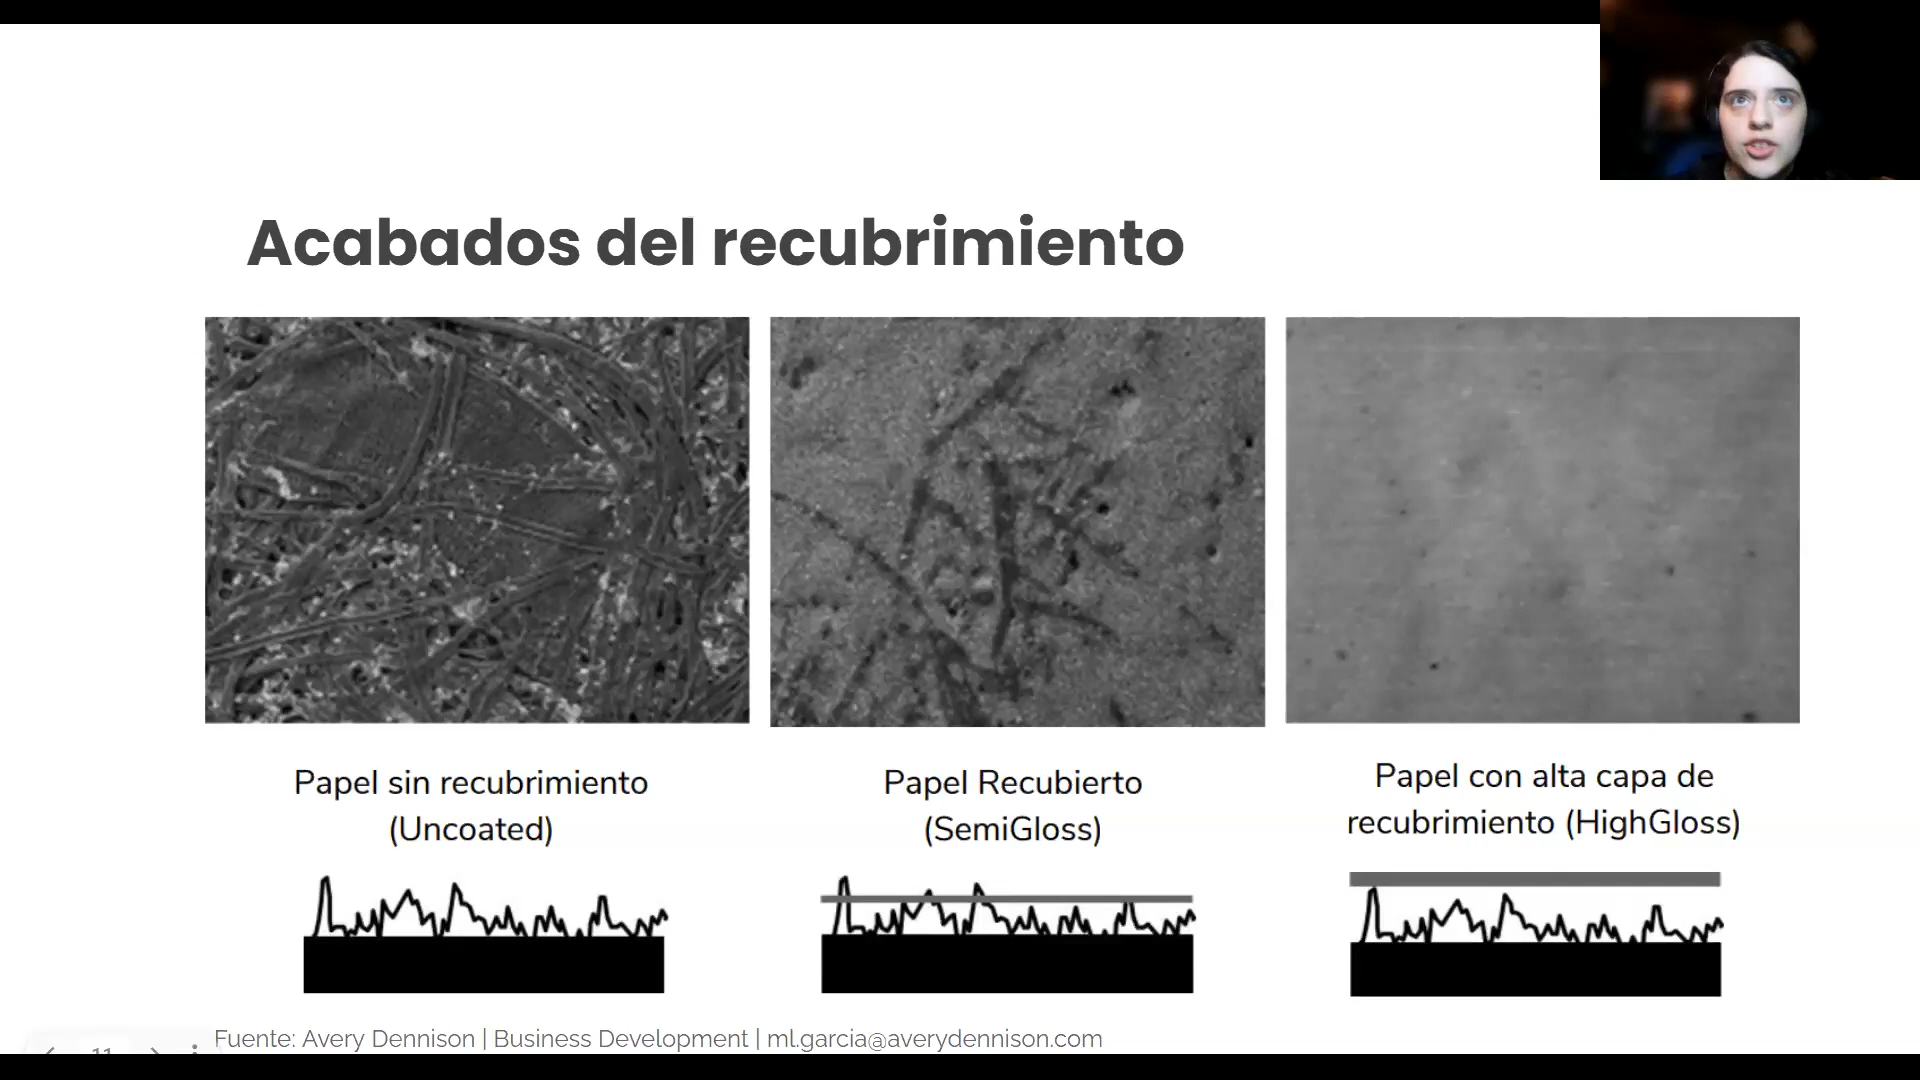 Acabados del recubrimiento
Papel sin recubrimiento
(Uncoated)
Papel Recubierto
(SemiGloss)
Papel con alta capa de
recubrimiento (HighGloss)
Fuente: Avery Dennison | Business Development | ml.garcia@averydennison.com
11